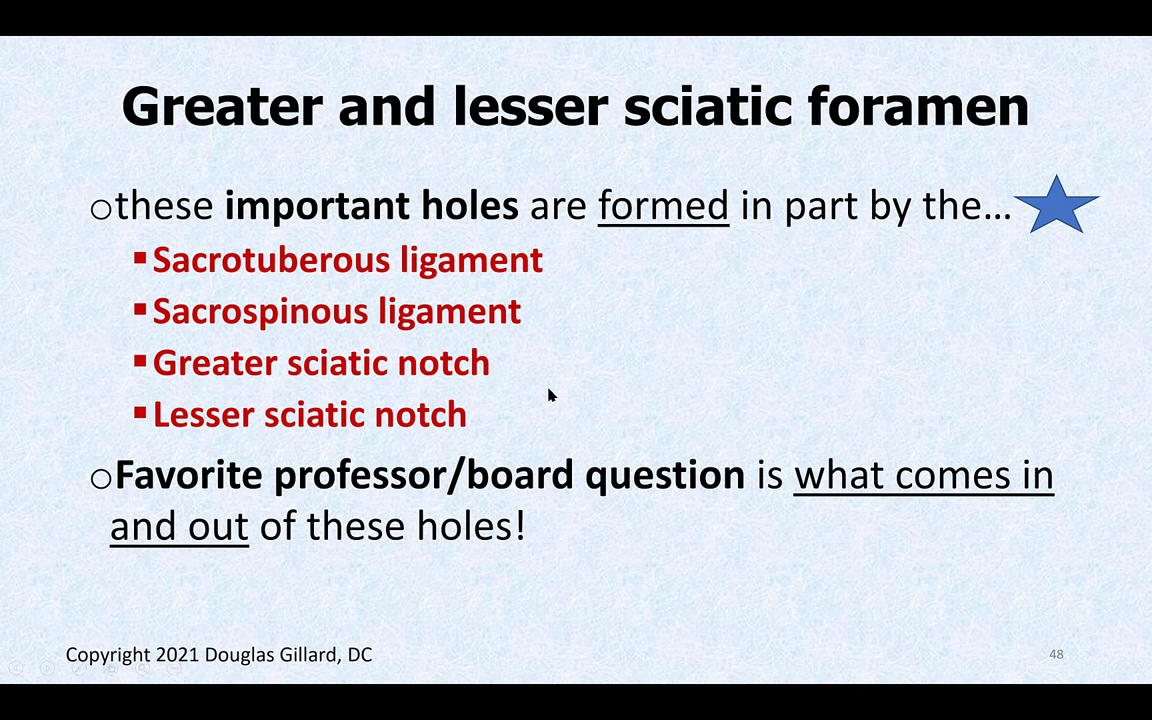 Greater and lesser sciatic foramen
○these important holes are formed in part by the...
▪Sacrotuberous ligament
▪Sacrospinous ligament
▪Greater sciatic notch
▪Lesser sciatic notch
○Favorite professor/board question is what comes in
and out of these holes!
Copyright 2021 Douglas Gillard, DC
48